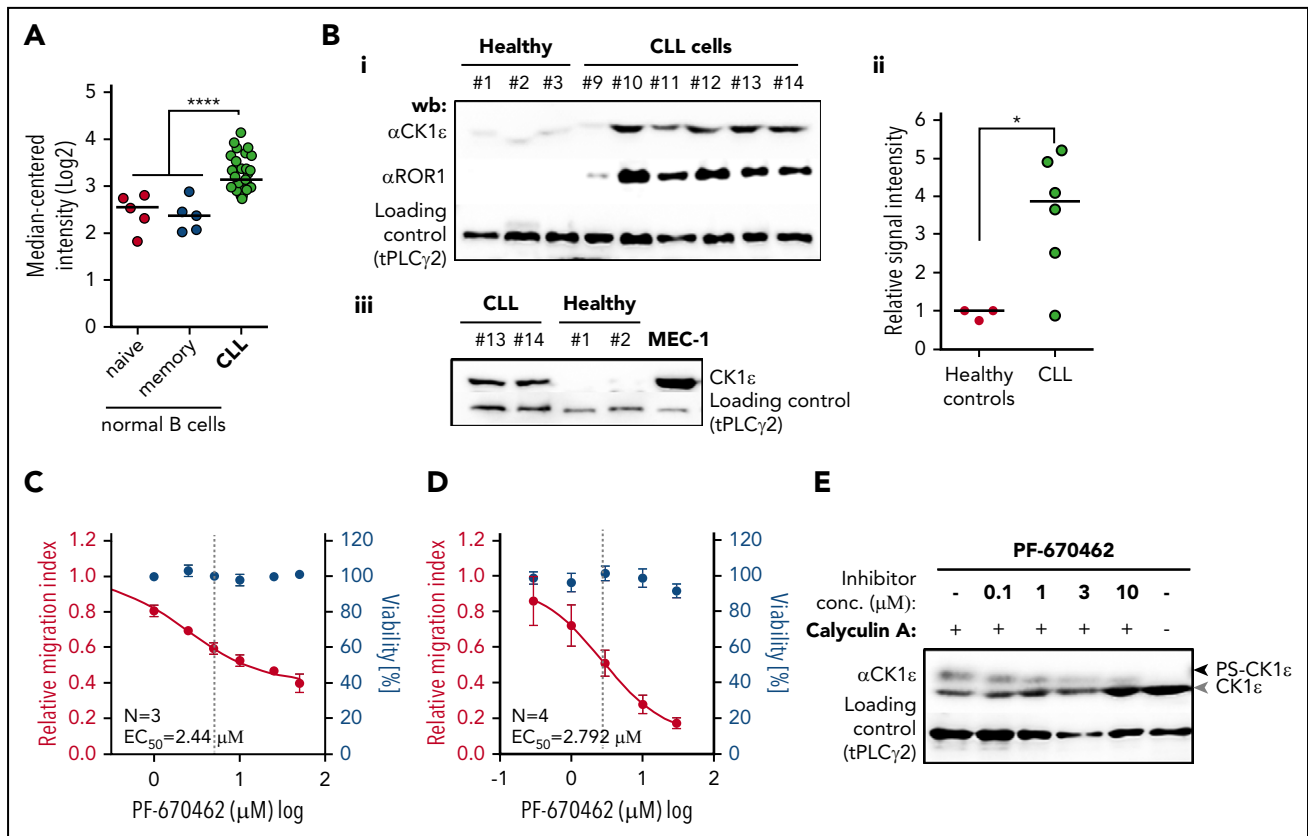 A
Median-centered
intensity (Log2)
5
4
3
2
1
0
****
naive
memory
CLL
normal B cells
B
i
Healthy
CLL cells
#1 #2 #3 #9 #10 #11 #12 #13 #14
wb:
αCK1ε
αROR1
Loading
control
(tPLCγ2)
ii
Relative signal intensity
6
5
4
3
2
1
0
*
Healthy
controls
CLL
iii
CLL
Healthy
#13 #14 #1 #2 MEC-1
CK1ε
Loading control
(tPLCγ2)
C
Relative migration index
1.2
1.0
0.8
0.6
0.4
0.2
0.0
N=3
EC50=2.44 μM
0 1 2
PF-670462 (μM) log
120
100
80
60
40
20
0
Viability [%]
D
Relative migration index
1.2
1.0
0.8
0.6
0.4
0.2
0.0
N=4
EC50=2.792 μM
-1 0 1 2
PF-670462 (μM) log
120
100
80
60
40
20
0
Viability [%]
E
PF-670462
Inhibitor
conc. (μM):
- 0.1 1 3 10 -
Calyculin A: + + + + + -
αCK1ε
PS-CK1ε
CK1ε
Loading
control
(tPLCγ2)